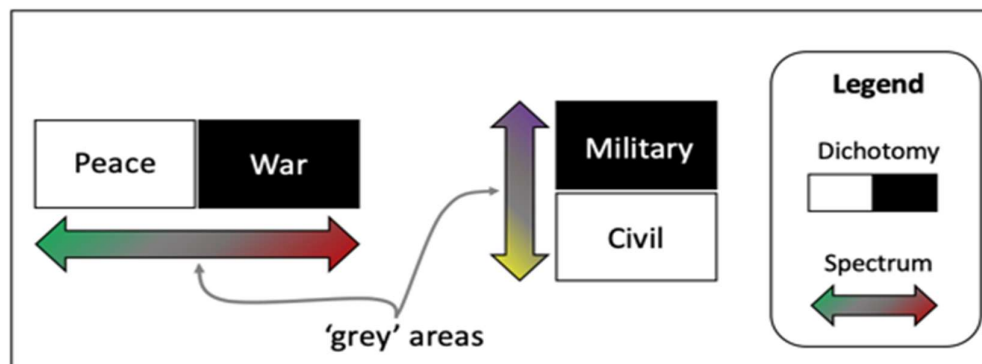 Peace
War
'grey' areas
Military
Civil
Legend
Dichotomy
Spectrum